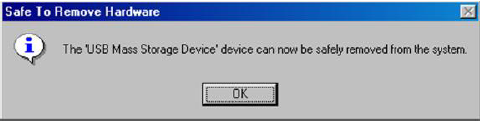 Safe To Remove Hardware
The 'USB Mass Storage Device' device can now be safely removed from the system.
OK